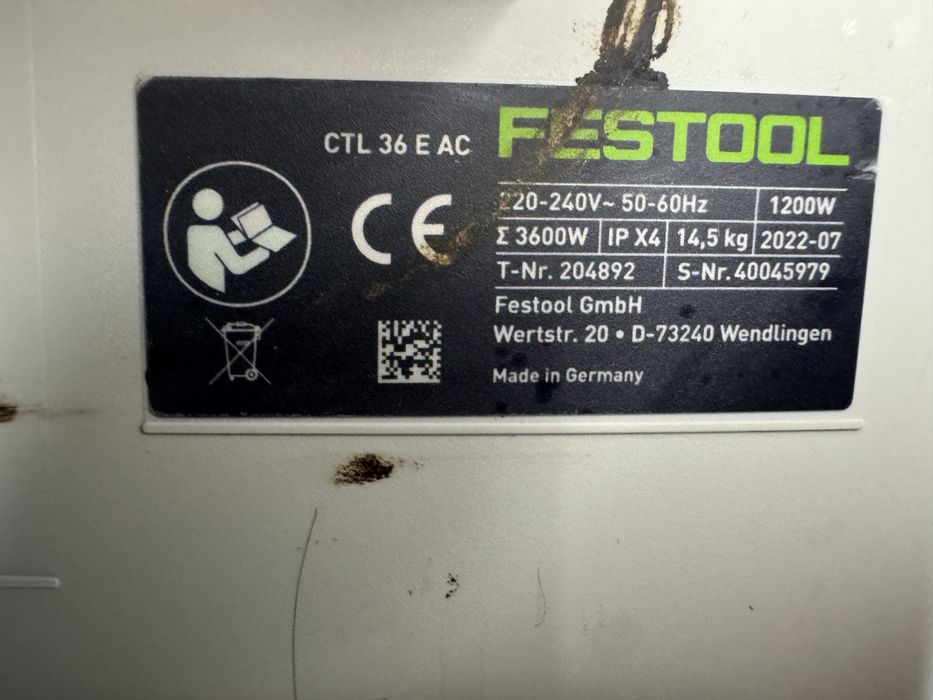 CTL 36 E AC FESTOOL
220-240V~ 50-60Hz 1200W
Σ 3600W IP X4 14,5 kg 2022-07
T-Nr. 204892 S-Nr. 40045979
Festool GmbH
Wertstr. 20 • D-73240 Wendlingen
Made in Germany
CE